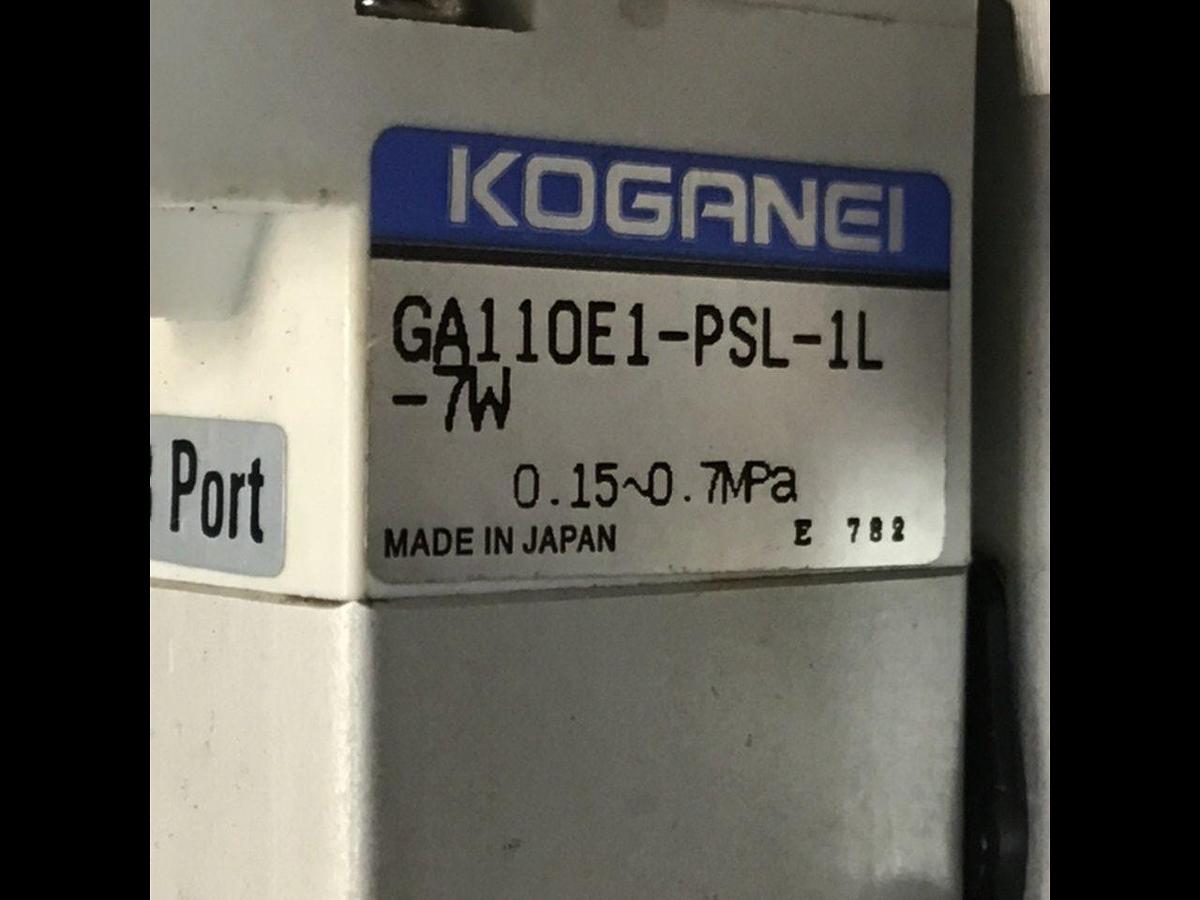 KOGANEI
GA110E1-PSL-1L
-7W
0.15~0.7MPa
MADE IN JAPAN E 782
Port